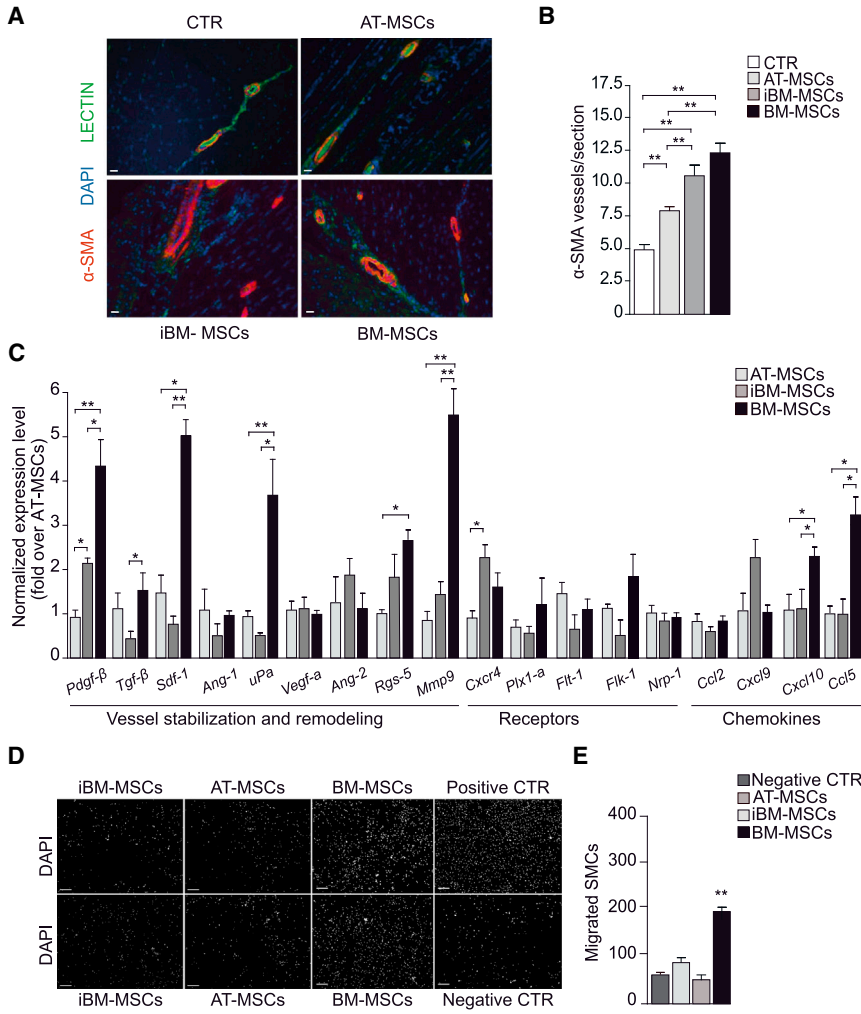 A
CTR
AT-MSCs
LECTIN
DAPI
α-SMA
iBM- MSCs
BM-MSCs
B
CTR
AT-MSCs
iBM-MSCs
BM-MSCs
α-SMA vessels/section
17.5
15.0
12.5
10.0
7.5
5.0
2.5
0
**
**
**
**
**
C
AT-MSCs
iBM-MSCs
BM-MSCs
Normalized expression level
(fold over AT-MSCs)
6
5
4
3
2
1
0
** * * * * ** ** * * ** ** * * * * *
Pdgf-β Tgf-β Sdf-1 Ang-1 uPa Vegf-a Ang-2 Rgs-5 Mmp9 Cxcr4 Plx1-a Flt-1 Flk-1 Nrp-1 Ccl2 Cxcl9 Cxcl10 Ccl5
Vessel stabilization and remodeling Receptors Chemokines
D
iBM-MSCs AT-MSCs BM-MSCs Positive CTR
DAPI
DAPI
iBM-MSCs AT-MSCs BM-MSCs Negative CTR
E
Negative CTR
AT-MSCs
iBM-MSCs
BM-MSCs
Migrated SMCs
400
300
200
100
0
**